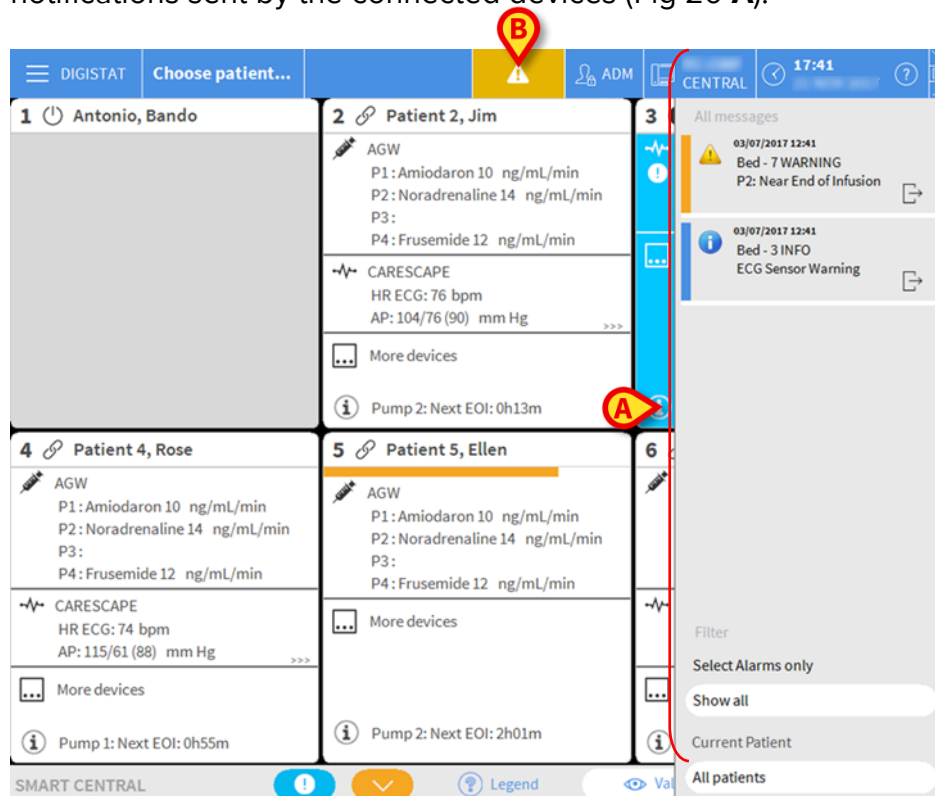 notifications sent by the connected devices (Fig 20 A).
B
DIGISTAT Choose patient... ADM CENTRAL 17:41 ?
1 Antonio, Bando
2 Patient 2, Jim
AGW
P1: Amiodaron 10 ng/mL/min
P2: Noradrenaline 14 ng/mL/min
P3:
P4: Frusemide 12 ng/mL/min
CARESCAPE
HR ECG: 76 bpm
AP: 104/76 (90) mm Hg >>>
More devices
Pump 2: Next EOI: 0h13m
3
A
All messages
03/07/2017 12:41
Bed - 7 WARNING
P2: Near End of Infusion
03/07/2017 12:41
Bed - 3 INFO
ECG Sensor Warning
4 Patient 4, Rose
AGW
P1: Amiodaron 10 ng/mL/min
P2: Noradrenaline 14 ng/mL/min
P3:
P4: Frusemide 12 ng/mL/min
CARESCAPE
HR ECG: 74 bpm
AP: 115/61 (88) mm Hg >>>
More devices
Pump 1: Next EOI: 0h55m
5 Patient 5, Ellen
AGW
P1: Amiodaron 10 ng/mL/min
P2: Noradrenaline 14 ng/mL/min
P3:
P4: Frusemide 12 ng/mL/min
More devices
Pump 2: Next EOI: 2h01m
6
Filter
Select Alarms only
Show all
Current Patient
All patients
SMART CENTRAL ! ? Legend Val